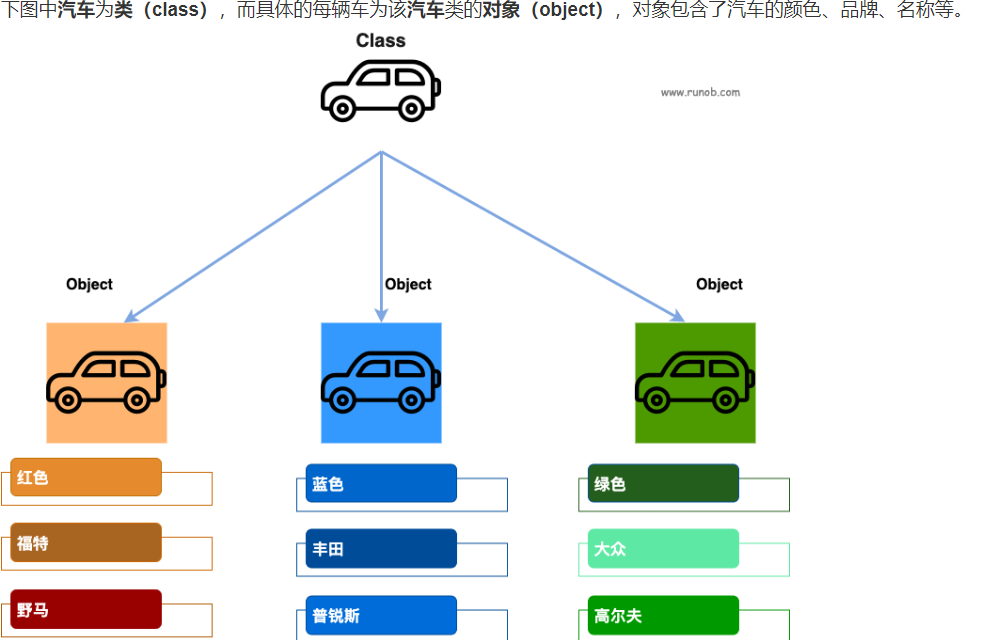 下图中汽车为类（class），而具体的每辆车为该汽车类的对象（object），对象包含了汽车的颜色、品牌、名称等。
Class
www.runob.com
Object Object Object
红色 蓝色 绿色
福特 丰田 大众
野马 普锐斯 高尔夫